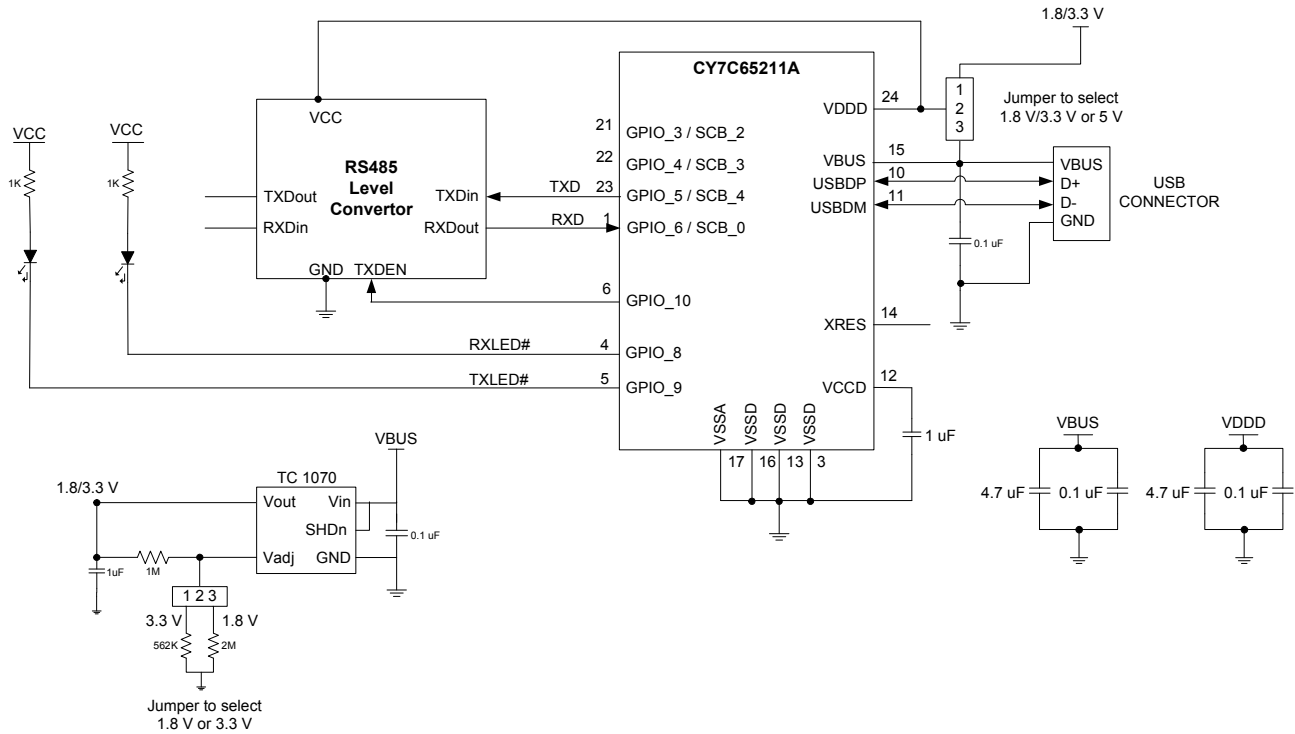 1.8/3.3 V
CY7C65211A
VCC
VCC
VCC
1K
1K
RS485
Level
Convertor
TXDout
RXDin
TXDin
RXDout
GND
TXDEN
TXD
RXD
RXLED#
TXLED#
21
22
23
1
6
4
5
GPIO_3 / SCB_2
GPIO_4 / SCB_3
GPIO_5 / SCB_4
GPIO_6 / SCB_0
GPIO_10
GPIO_8
GPIO_9
VDDD
24
VBUS
15
USBDP
10
USBDM
11
XRES
14
VCCD
12
VSSA
VSSD
VSSD
VSSD
17
16
13
3
1
2
3
Jumper to select
1.8 V/3.3 V or 5 V
VBUS
D+
D-
GND
USB
CONNECTOR
0.1 uF
1 uF
VBUS
4.7 uF
0.1 uF
VDDD
4.7 uF
0.1 uF
VBUS
TC 1070
1.8/3.3 V
Vout
Vin
SHDn
Vadj
GND
0.1 uF
1uF
1M
1 2 3
3.3 V
1.8 V
562K
2M
Jumper to select
1.8 V or 3.3 V